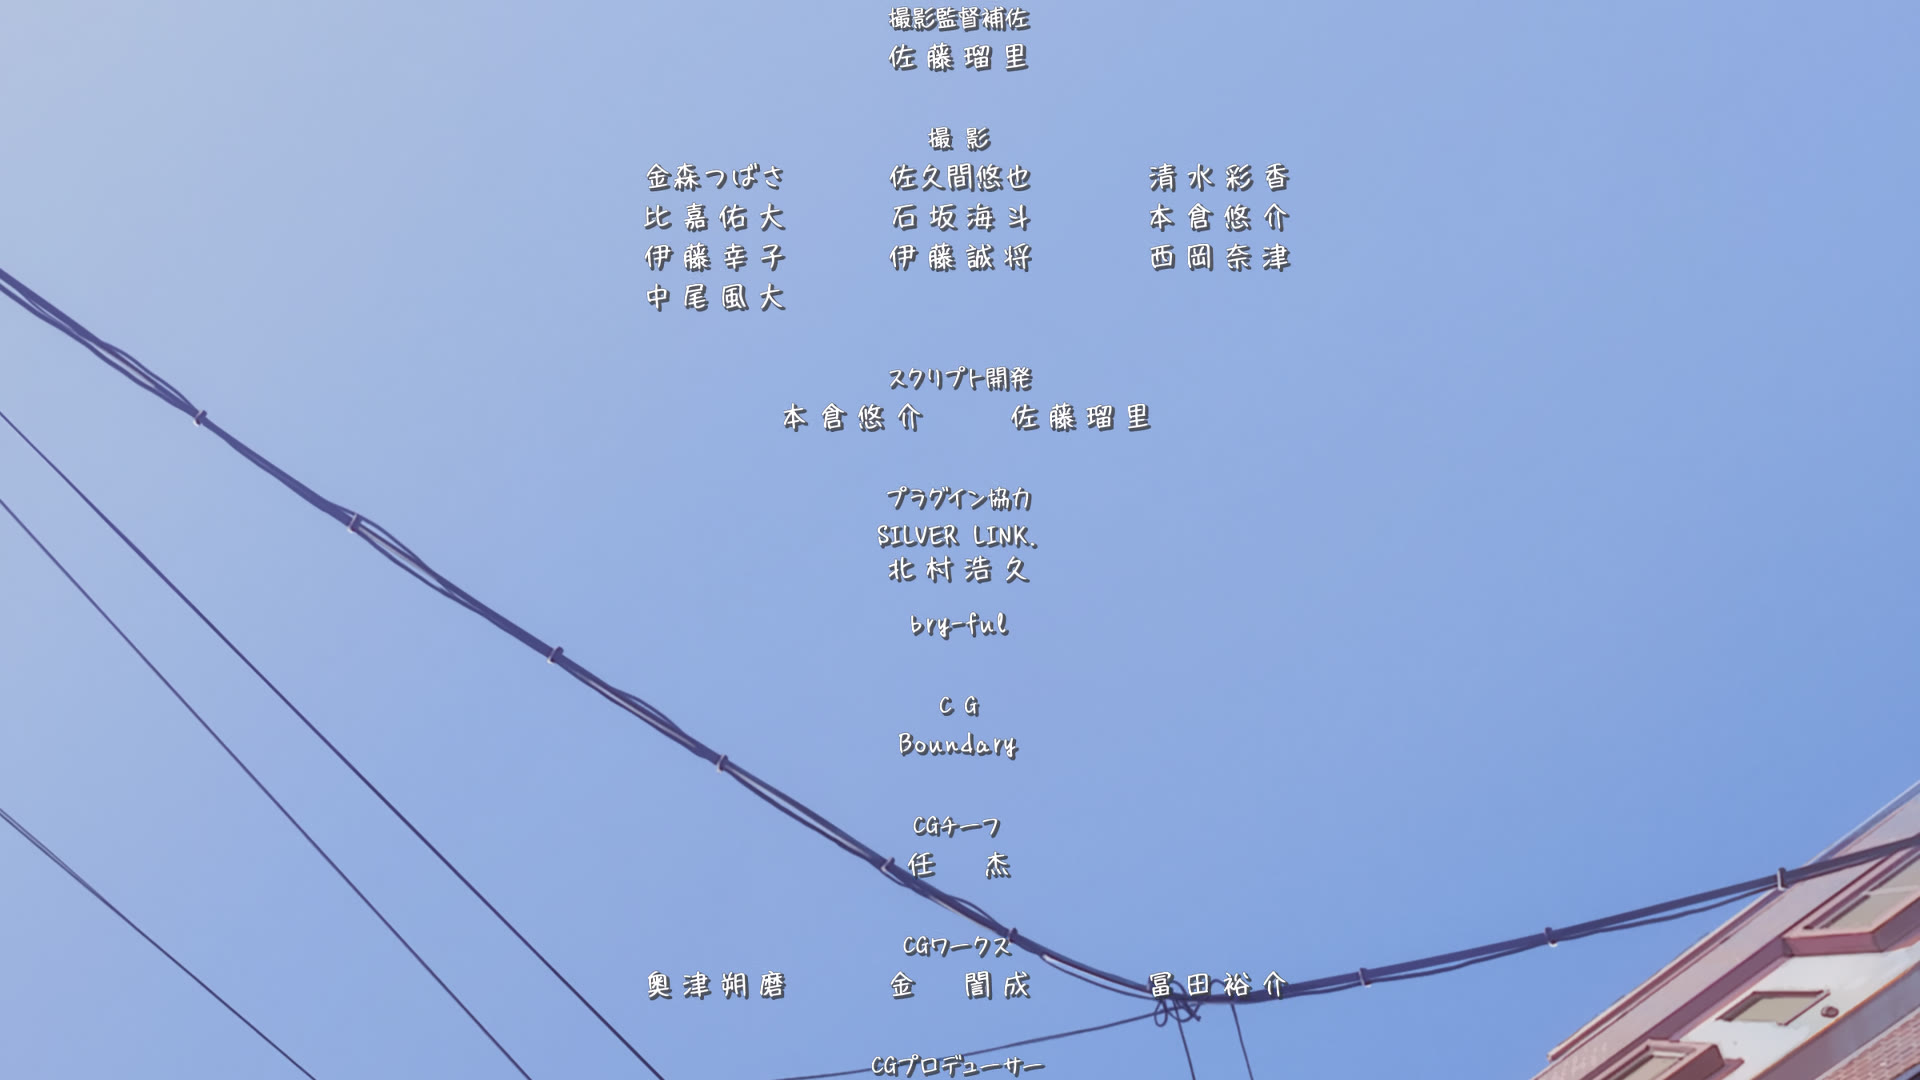 撮影監督補佐
佐藤瑠里
撮影
金森つばさ 佐久間悠也 清水彩香
比嘉佑大 石坂海斗 本倉悠介
伊藤幸子 伊藤誠将 西岡奈津
中尾風大
スクリプト開発
本倉悠介 佐藤瑠里
プラグイン協力
SILVER LINK.
北村浩久
bry-ful
CG
Boundary
CGチーフ
任 杰
CGワークス
奥津朔磨 金 誾成 冨田裕介
CGプロデューサー